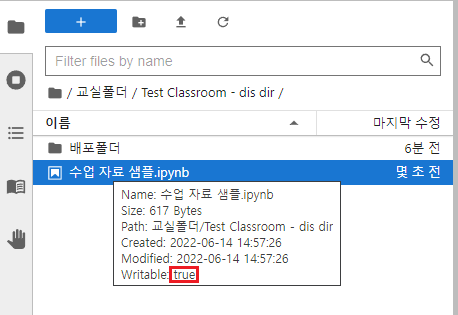 Filter files by name
/ 교실폴더 / Test Classroom - dis dir /
이름 마지막 수정
배포폴더 6분 전
수업 자료 샘플.ipynb 몇 초 전
Name: 수업 자료 샘플.ipynb
Size: 617 Bytes
Path: 교실폴더/Test Classroom - dis dir
Created: 2022-06-14 14:57:26
Modified: 2022-06-14 14:57:26
Writable: true